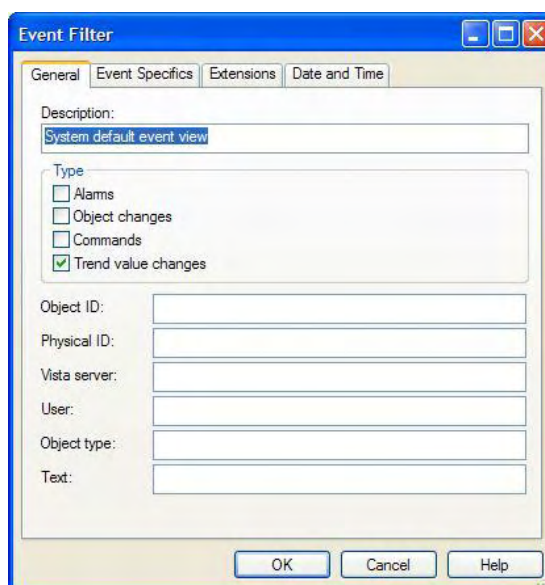 Event Filter
General Event Specifics Extensions Date and Time
Description:
System default event view
Type
Alarms
Object changes
Commands
Trend value changes
Object ID:
Physical ID:
Vista server:
User:
Object type:
Text:
OK Cancel Help